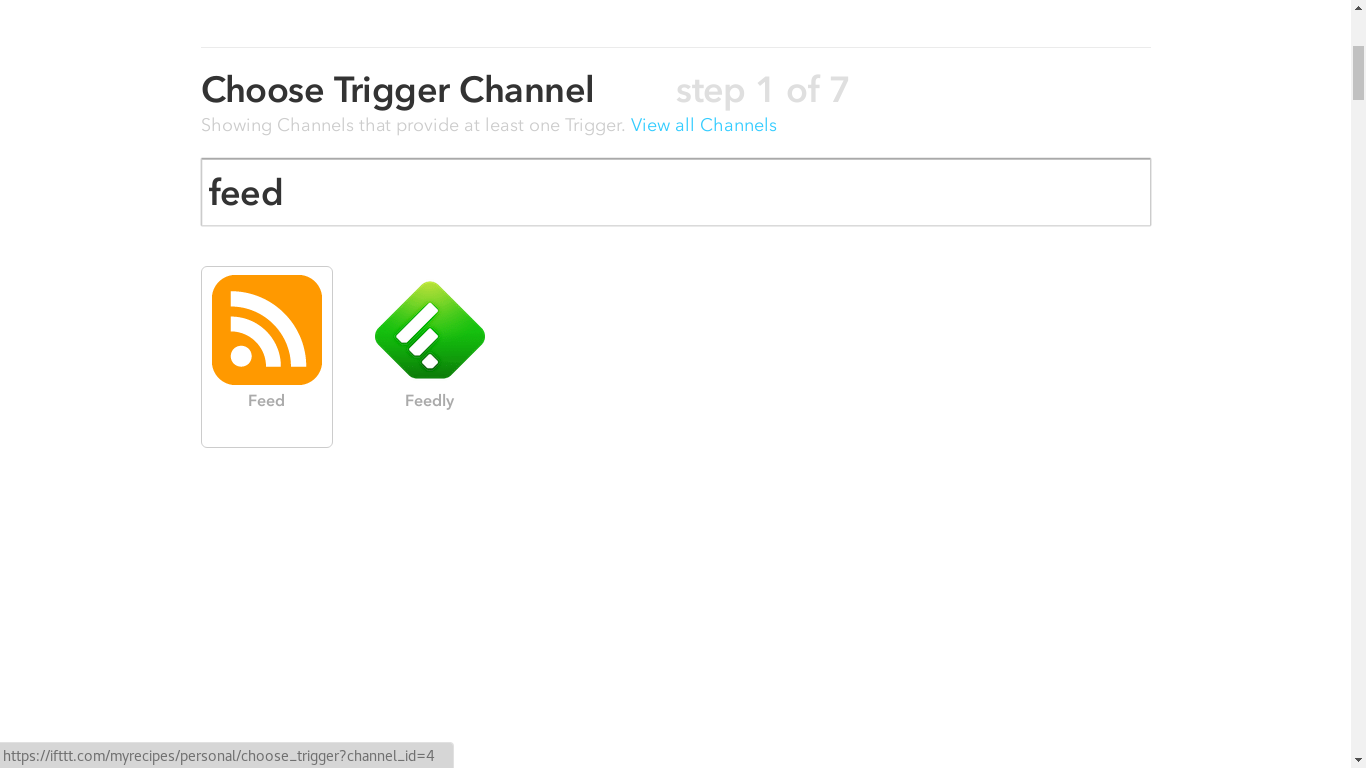 Choose Trigger Channel step 1 of 7
Showing Channels that provide at least one Trigger. View all Channels
feed
Feed Feedly
https://ifttt.com/myrecipes/personal/choose_trigger?channel_id=4